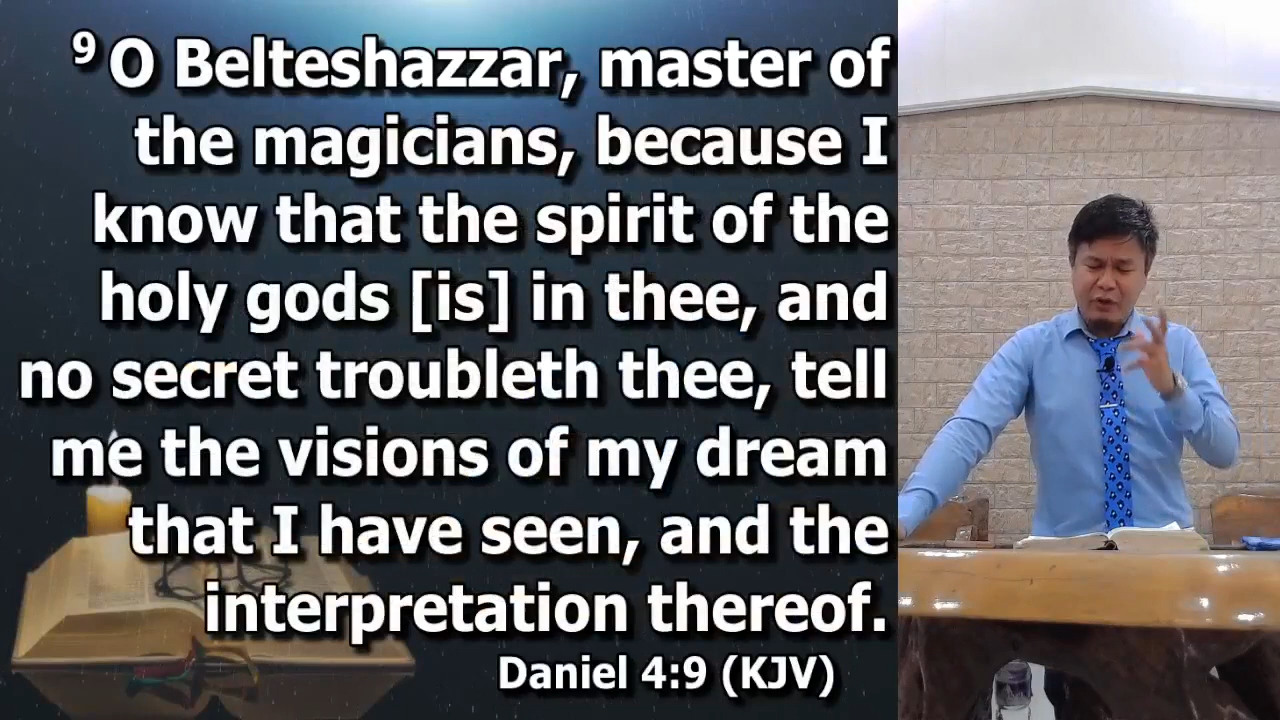 9 O Belteshazzar, master of
the magicians, because I
know that the spirit of the
holy gods [is] in thee, and
no secret troubleth thee, tell
me the visions of my dream
that I have seen, and the
interpretation thereof.
Daniel 4:9 (KJV)